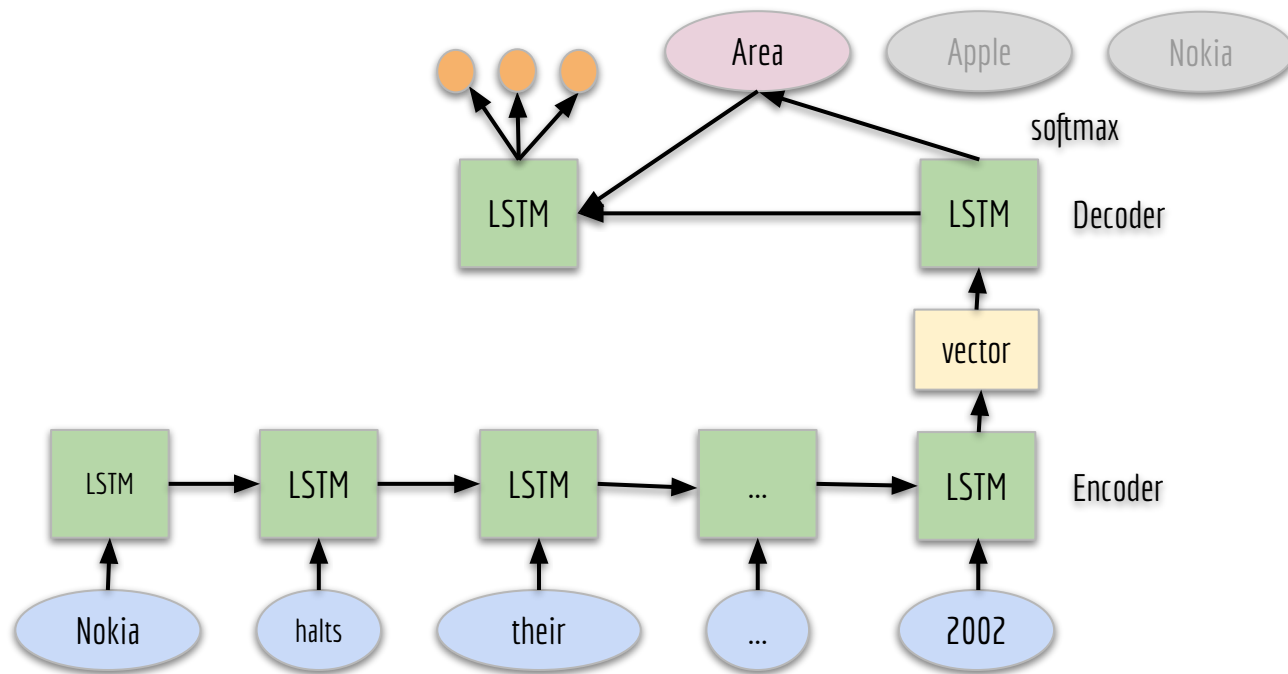 Area
Apple
Nokia
softmax
LSTM
LSTM
Decoder
vector
LSTM
LSTM
LSTM
...
LSTM
Encoder
Nokia
halts
their
...
2002